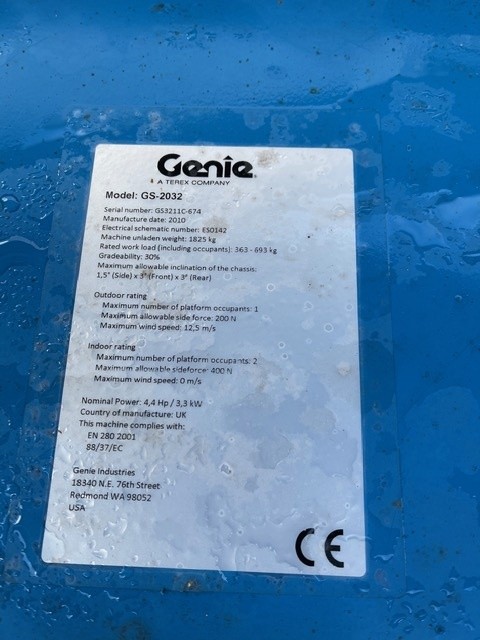 Genie
A TEREX COMPANY
Model: GS-2032
Serial number: GS3211C-674
Manufacture date: 2010
Electrical schematic number: ES0142
Machine unladen weight: 1825 kg
Rated work load (including occupants): 363 - 693 kg
Gradeability: 30%
Maximum allowable inclination of the chassis:
1,5° (Side) x 3° (Front) x 3° (Rear)
Outdoor rating
Maximum number of platform occupants: 1
Maximum allowable side force: 200 N
Maximum wind speed: 12,5 m/s
Indoor rating
Maximum number of platform occupants: 2
Maximum allowable sideforce: 400 N
Maximum wind speed: 0 m/s
Nominal Power: 4,4 Hp / 3,3 kW
Country of manufacture: UK
This machine complies with:
EN 280 2001
88/37/EC
Genie Industries
18340 N.E. 76th Street
Redmond WA 98052
USA
CE